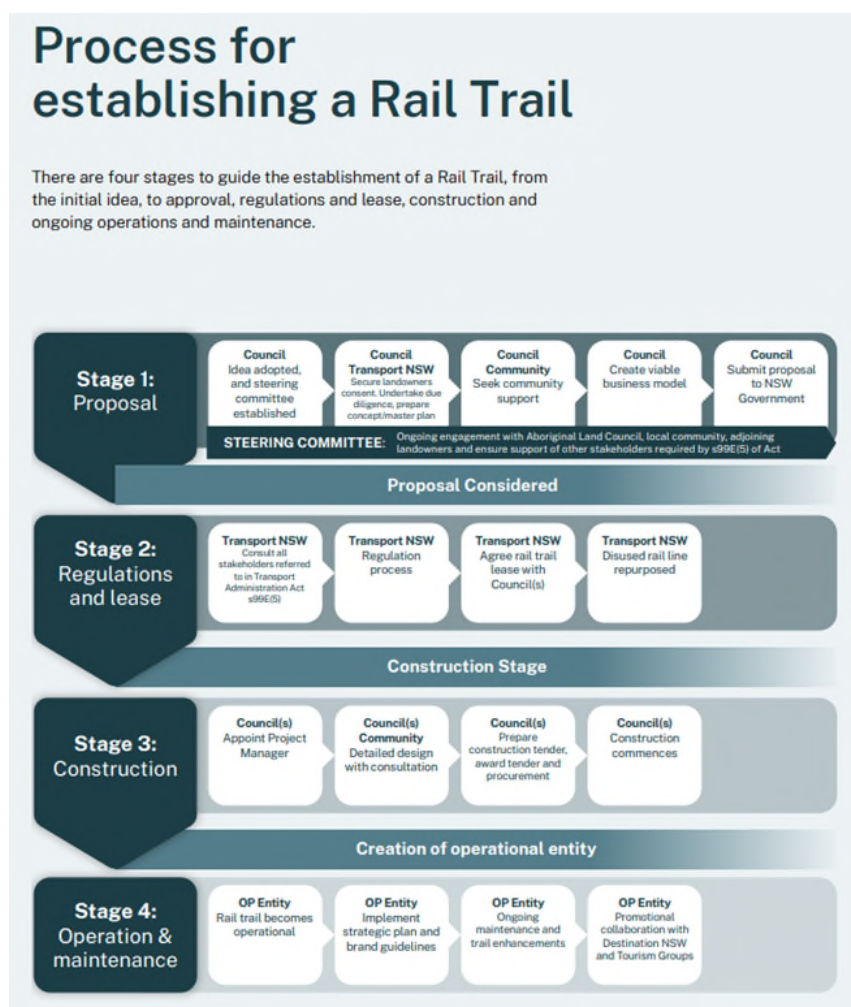 Process for
establishing a Rail Trail
There are four stages to guide the establishment of a Rail Trail, from
the initial idea, to approval, regulations and lease, construction and
ongoing operations and maintenance.
Stage 1:
Proposal
Council
Idea adopted,
and steering
committee
established
Council
Transport NSW
Secure landowners
consent. Undertake due
diligence, prepare
concept/master plan
Council
Community
Seek community
support
Council
Create viable
business model
Council
Submit proposal
to NSW
Government
STEERING COMMITTEE:
Ongoing engagement with Aboriginal Land Council, local community, adjoining
landowners and ensure support of other stakeholders required by s99E(5) of Act
Proposal Considered
Stage 2:
Regulations
and lease
Transport NSW
Consult all
stakeholders referred
to in Transport
Administration Act
s99E(5)
Transport NSW
Regulation
process
Transport NSW
Agree rail trail
lease with
Council(s)
Transport NSW
Disused rail line
repurposed
Construction Stage
Stage 3:
Construction
Council(s)
Appoint Project
Manager
Council(s)
Community
Detailed design
with consultation
Council(s)
Prepare
construction tender,
award tender and
procurement
Council(s)
Construction
commences
Creation of operational entity
Stage 4:
Operation &
maintenance
OP Entity
Rail trail becomes
operational
OP Entity
Implement
strategic plan and
brand guidelines
OP Entity
Ongoing
maintenance and
trail enhancements
OP Entity
Promotional
collaboration with
Destination NSW
and Tourism Groups